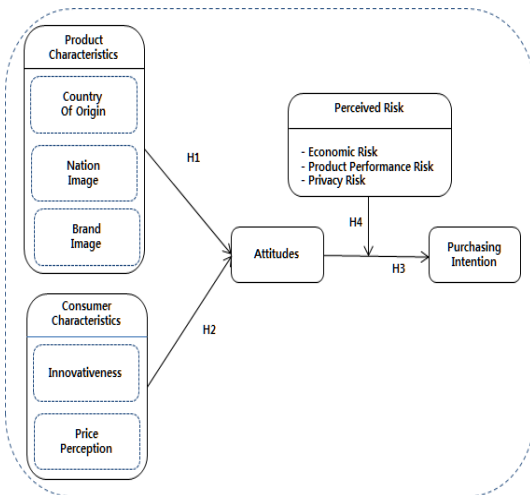 Product
Characteristics
Country
Of Origin
Nation
Image
Brand
Image
Consumer
Characteristics
Innovativeness
Price
Perception
H1
H2
Attitudes
Perceived Risk
- Economic Risk
- Product Performance Risk
- Privacy Risk
H4
H3
Purchasing
Intention